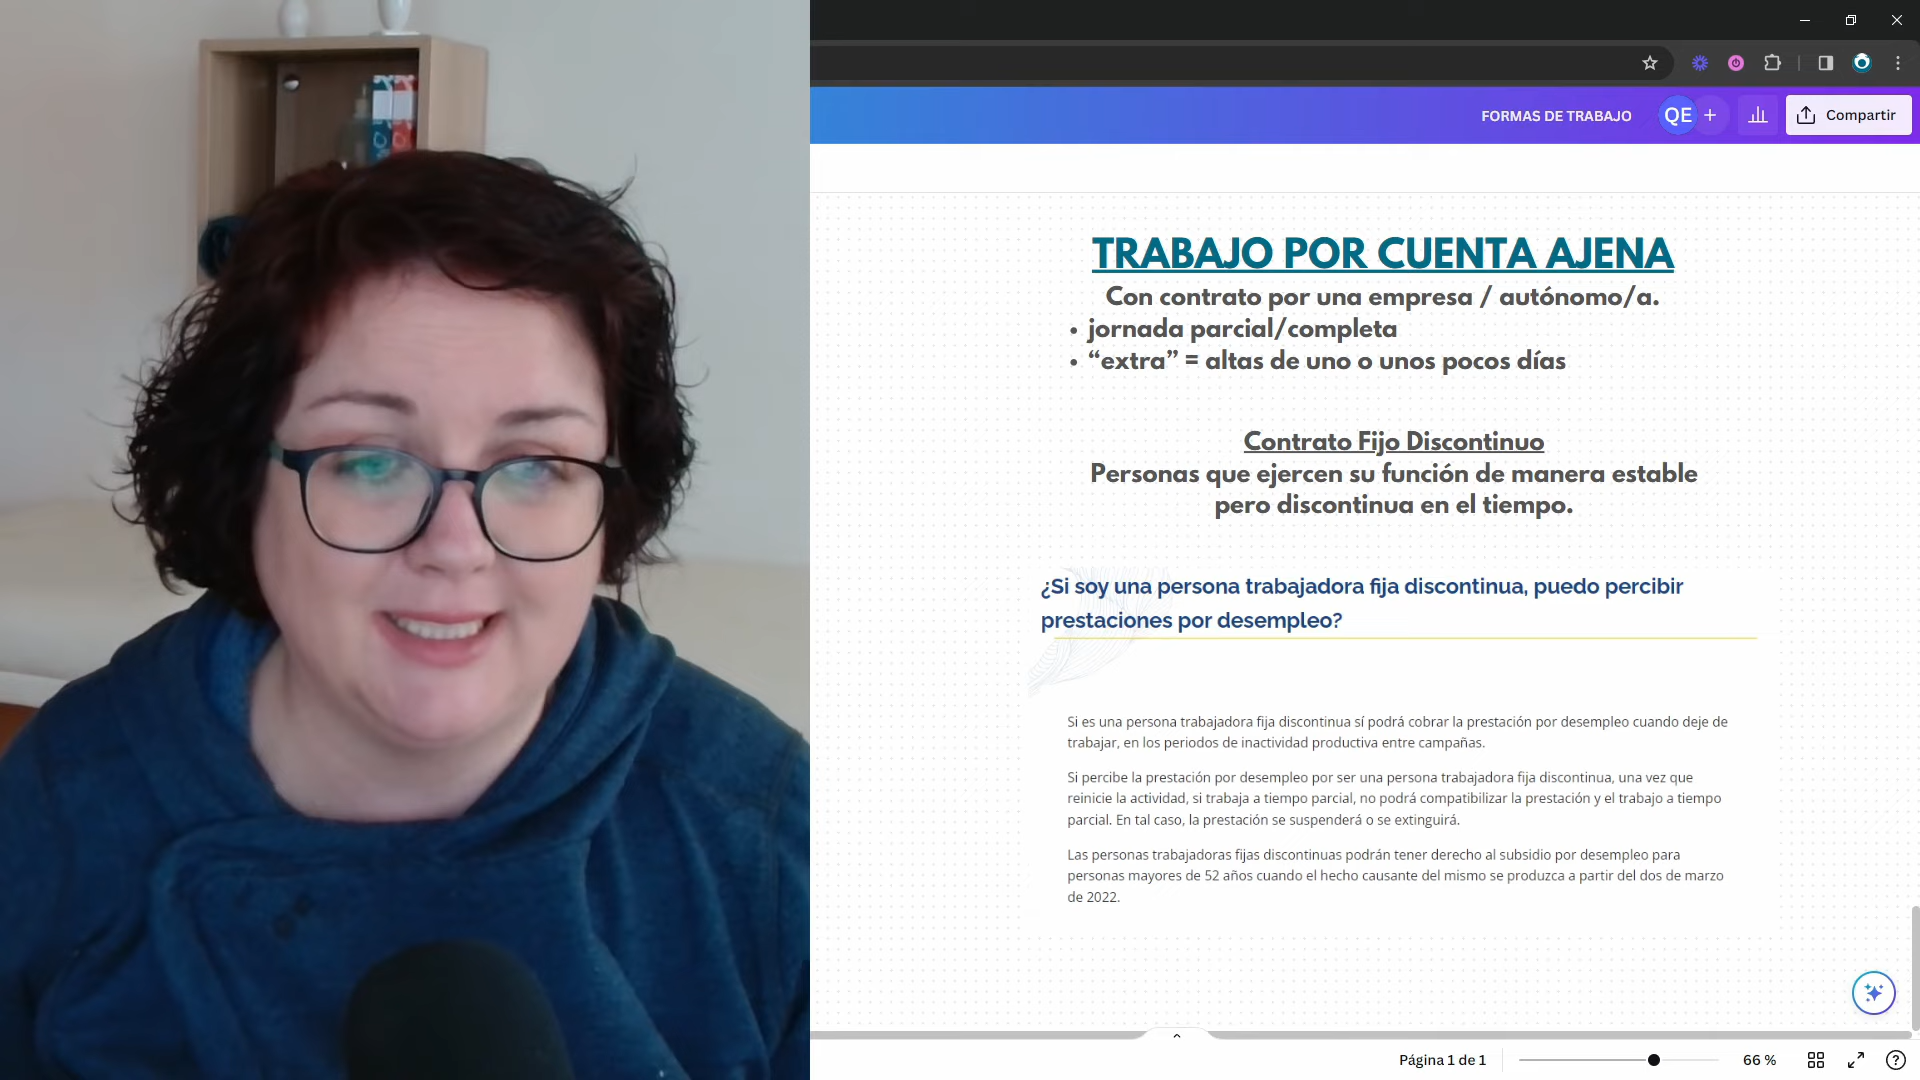 FORMAS DE TRABAJO
QE
+
Compartir
TRABAJO POR CUENTA AJENA
Con contrato por una empresa / autónomo/a.
• jornada parcial/completa
• “extra” = altas de uno o unos pocos días
Contrato Fijo Discontinuo
Personas que ejercen su función de manera estable
pero discontinua en el tiempo.
¿Si soy una persona trabajadora fija discontinua, puedo percibir
prestaciones por desempleo?
Si es una persona trabajadora fija discontinua sí podrá cobrar la prestación por desempleo cuando deje de
trabajar, en los periodos de inactividad productiva entre campañas.
Si percibe la prestación por desempleo por ser una persona trabajadora fija discontinua, una vez que
reinicie la actividad, si trabaja a tiempo parcial, no podrá compatibilizar la prestación y el trabajo a tiempo
parcial. En tal caso, la prestación se suspenderá o se extinguirá.
Las personas trabajadoras fijas discontinuas podrán tener derecho al subsidio por desempleo para
personas mayores de 52 años cuando el hecho causante del mismo se produzca a partir del dos de marzo
de 2022.
Página 1 de 1
66 %
?